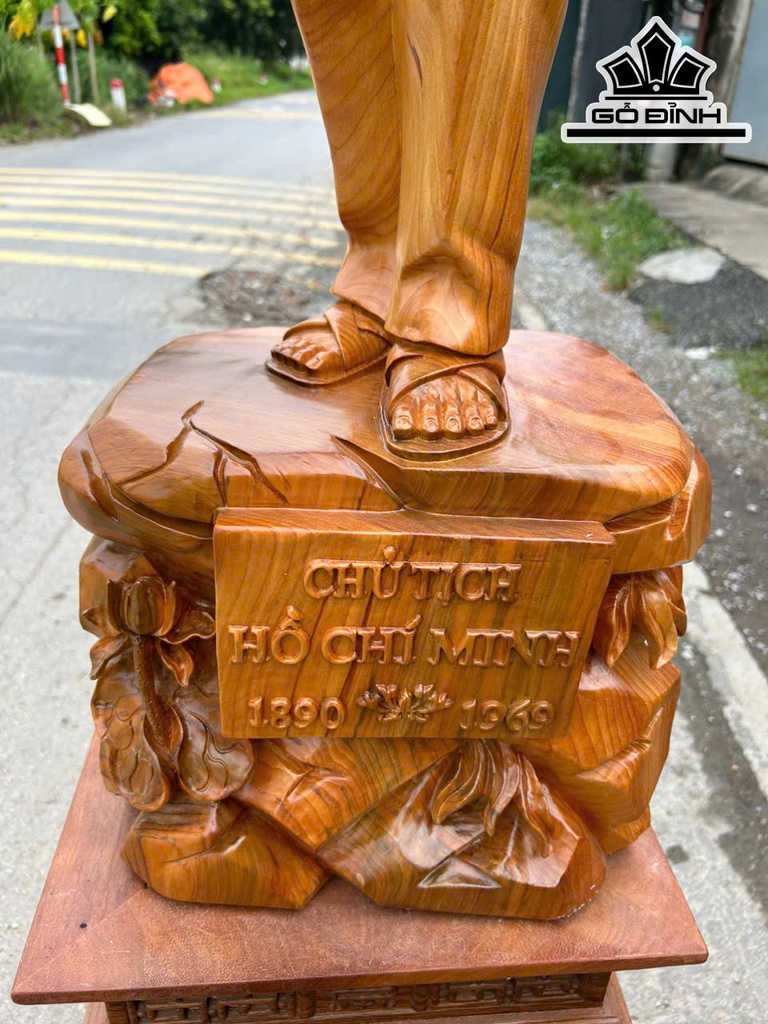 GỖ ĐỈNH
CHỦ TỊCH
HỒ CHÍ MINH
1890 1969